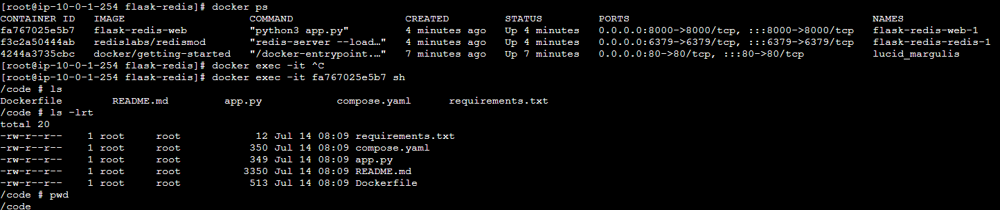 [root@ip-10-0-1-254 flask-redis]# docker ps
CONTAINER ID   IMAGE                    COMMAND                  CREATED         STATUS         PORTS                                       NAMES
fa767025e5b7   flask-redis-web          "python3 app.py"         4 minutes ago   Up 4 minutes   0.0.0.0:8000->8000/tcp, :::8000->8000/tcp   flask-redis-web-1
f3c2a50444ab   redislabs/redismod       "redis-server --load…"   4 minutes ago   Up 4 minutes   0.0.0.0:6379->6379/tcp, :::6379->6379/tcp   flask-redis-redis-1
4244a3735cbc   docker/getting-started   "/docker-entrypoint.…"   7 minutes ago   Up 7 minutes   0.0.0.0:80->80/tcp, :::80->80/tcp           lucid_margulis
[root@ip-10-0-1-254 flask-redis]# docker exec -it ^C
[root@ip-10-0-1-254 flask-redis]# docker exec -it fa767025e5b7 sh
/code # ls
Dockerfile        README.md         app.py            compose.yaml      requirements.txt
/code # ls -lrt
total 20
-rw-r--r--    1 root     root            12 Jul 14 08:09 requirements.txt
-rw-r--r--    1 root     root           350 Jul 14 08:09 compose.yaml
-rw-r--r--    1 root     root           349 Jul 14 08:09 app.py
-rw-r--r--    1 root     root          3350 Jul 14 08:09 README.md
-rw-r--r--    1 root     root           513 Jul 14 08:09 Dockerfile
/code # pwd
/code